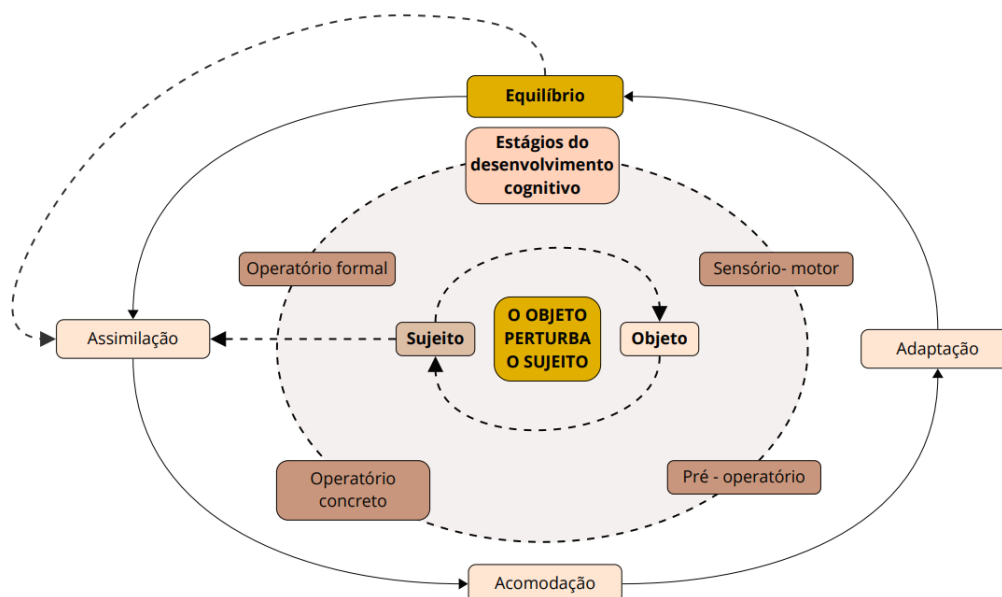 Equilíbrio
Estágios do
desenvolvimento
cognitivo
Operatório formal
Sensório- motor
Assimilação
Sujeito
O OBJETO
PERTURBA
O SUJEITO
Objeto
Adaptação
Operatório
concreto
Pré - operatório
Acomodação